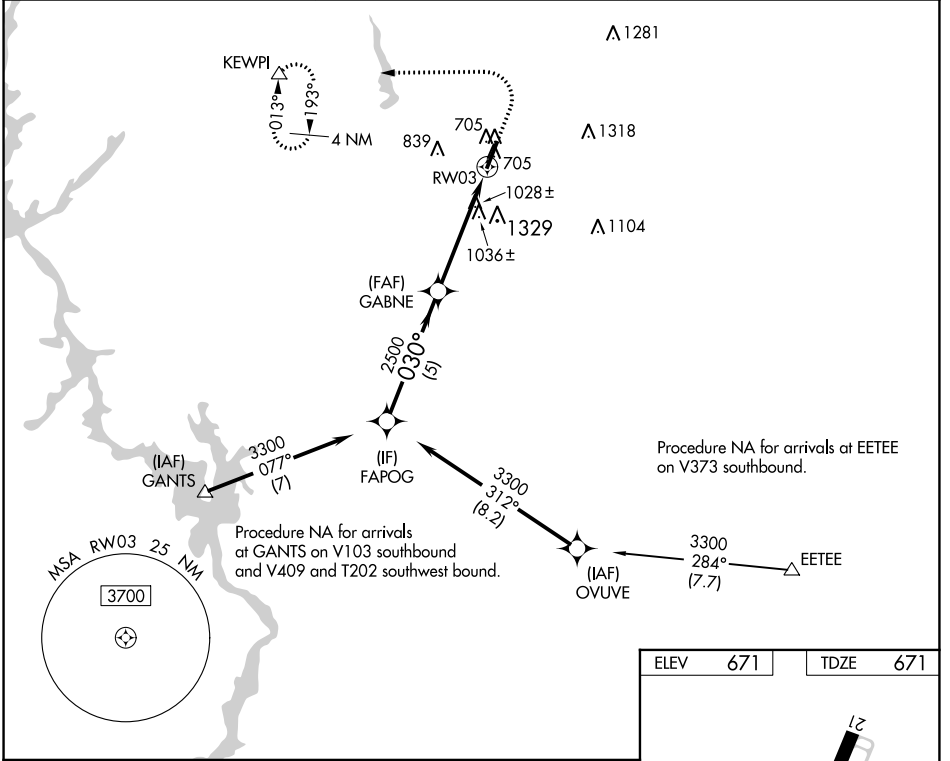 1281
KEWPI
013°
193°
4 NM
839
705
1318
705
RW03
1028±
1329
1104
1036±
(FAF)
GABNE
2500
030°
(5)
(IAF)
GANTS
3300
077°
(7)
(IF)
FAPOG
3300
312°
(8.2)
Procedure NA for arrivals at EETEE
on V373 southbound.
Procedure NA for arrivals
at GANTS on V103 southbound
and V409 and T202 southwest bound.
3300
284°
(7.7)
EETEE
(IAF)
OVUVE
MSA RW03 25 NM
3700
ELEV 671
TDZE 671
21